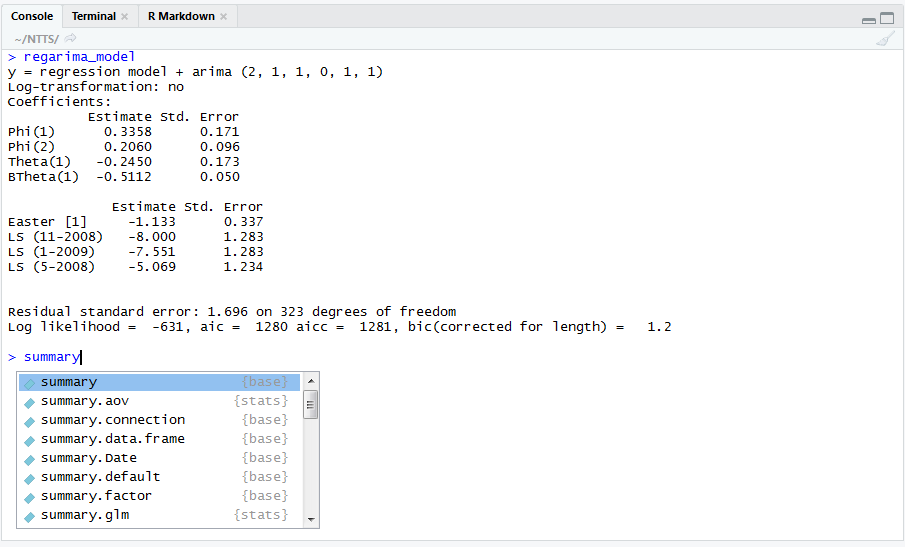 Console Terminal × R Markdown ×
~/NTTS/
> regarima_model
y = regression model + arima (2, 1, 1, 0, 1, 1)
Log-transformation: no
Coefficients:
Estimate Std. Error
Phi(1) 0.3358 0.171
Phi(2) 0.2060 0.096
Theta(1) -0.2450 0.173
BTheta(1) -0.5112 0.050
Estimate Std. Error
Easter [1] -1.133 0.337
LS (11-2008) -8.000 1.283
LS (1-2009) -7.551 1.283
LS (5-2008) -5.069 1.234
Residual standard error: 1.696 on 323 degrees of freedom
Log likelihood = -631, aic = 1280 aicc = 1281, bic(corrected for length) = 1.2
> summary
summary {base}
summary.aov {stats}
summary.connection {base}
summary.data.frame {base}
summary.Date {base}
summary.default {base}
summary.factor {base}
summary.glm {stats}